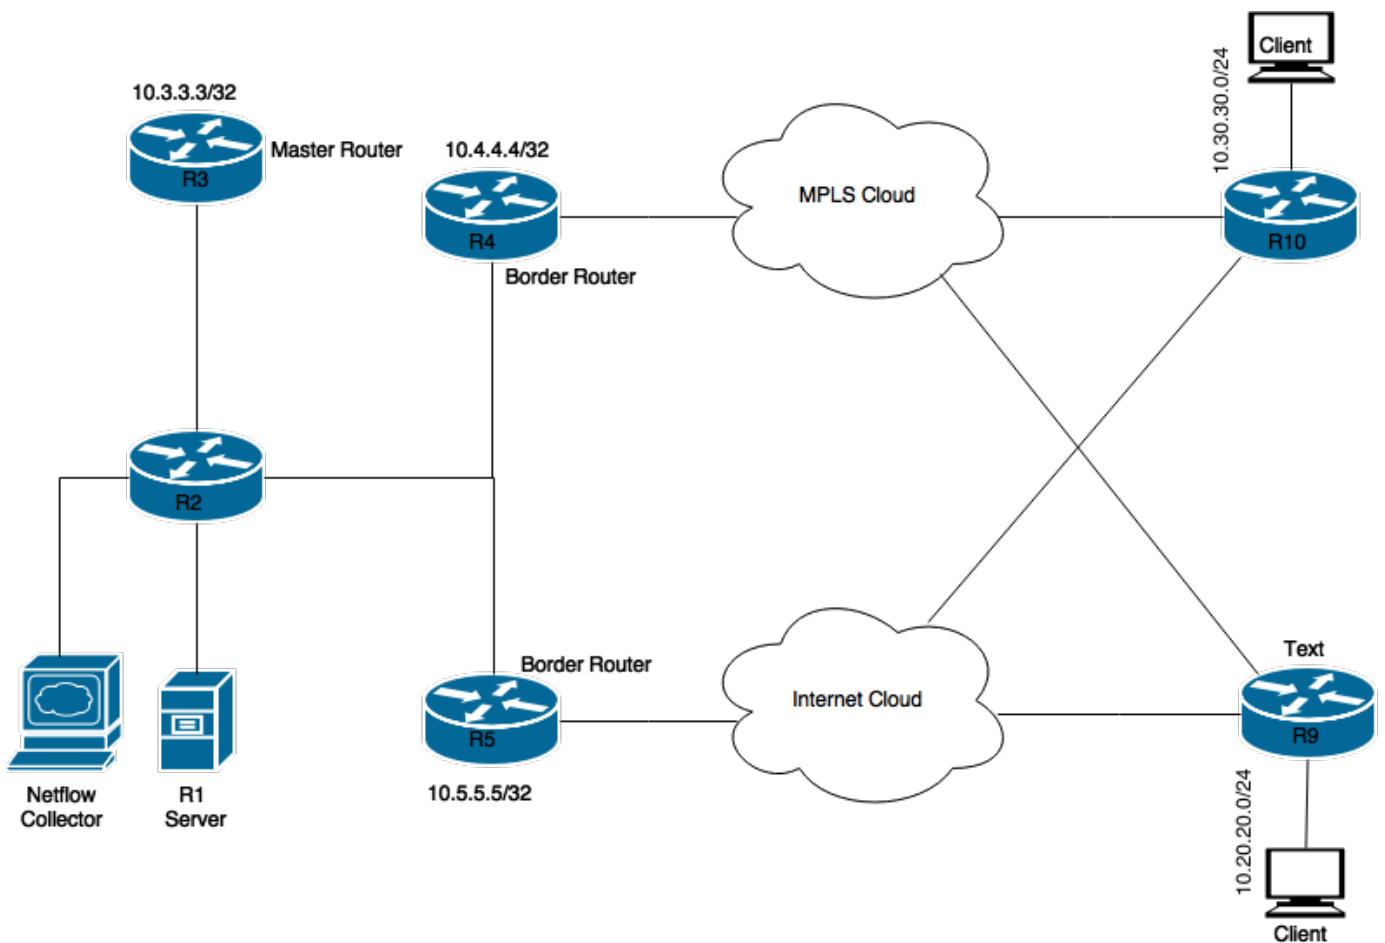 Client
10.30.30.0/24
10.3.3.3/32
Master Router
R3
10.4.4.4/32
R4
Border Router
MPLS Cloud
R10
R2
Border Router
R5
10.5.5.5/32
Internet Cloud
Text
R9
10.20.20.0/24
Netflow
Collector
R1
Server
Client